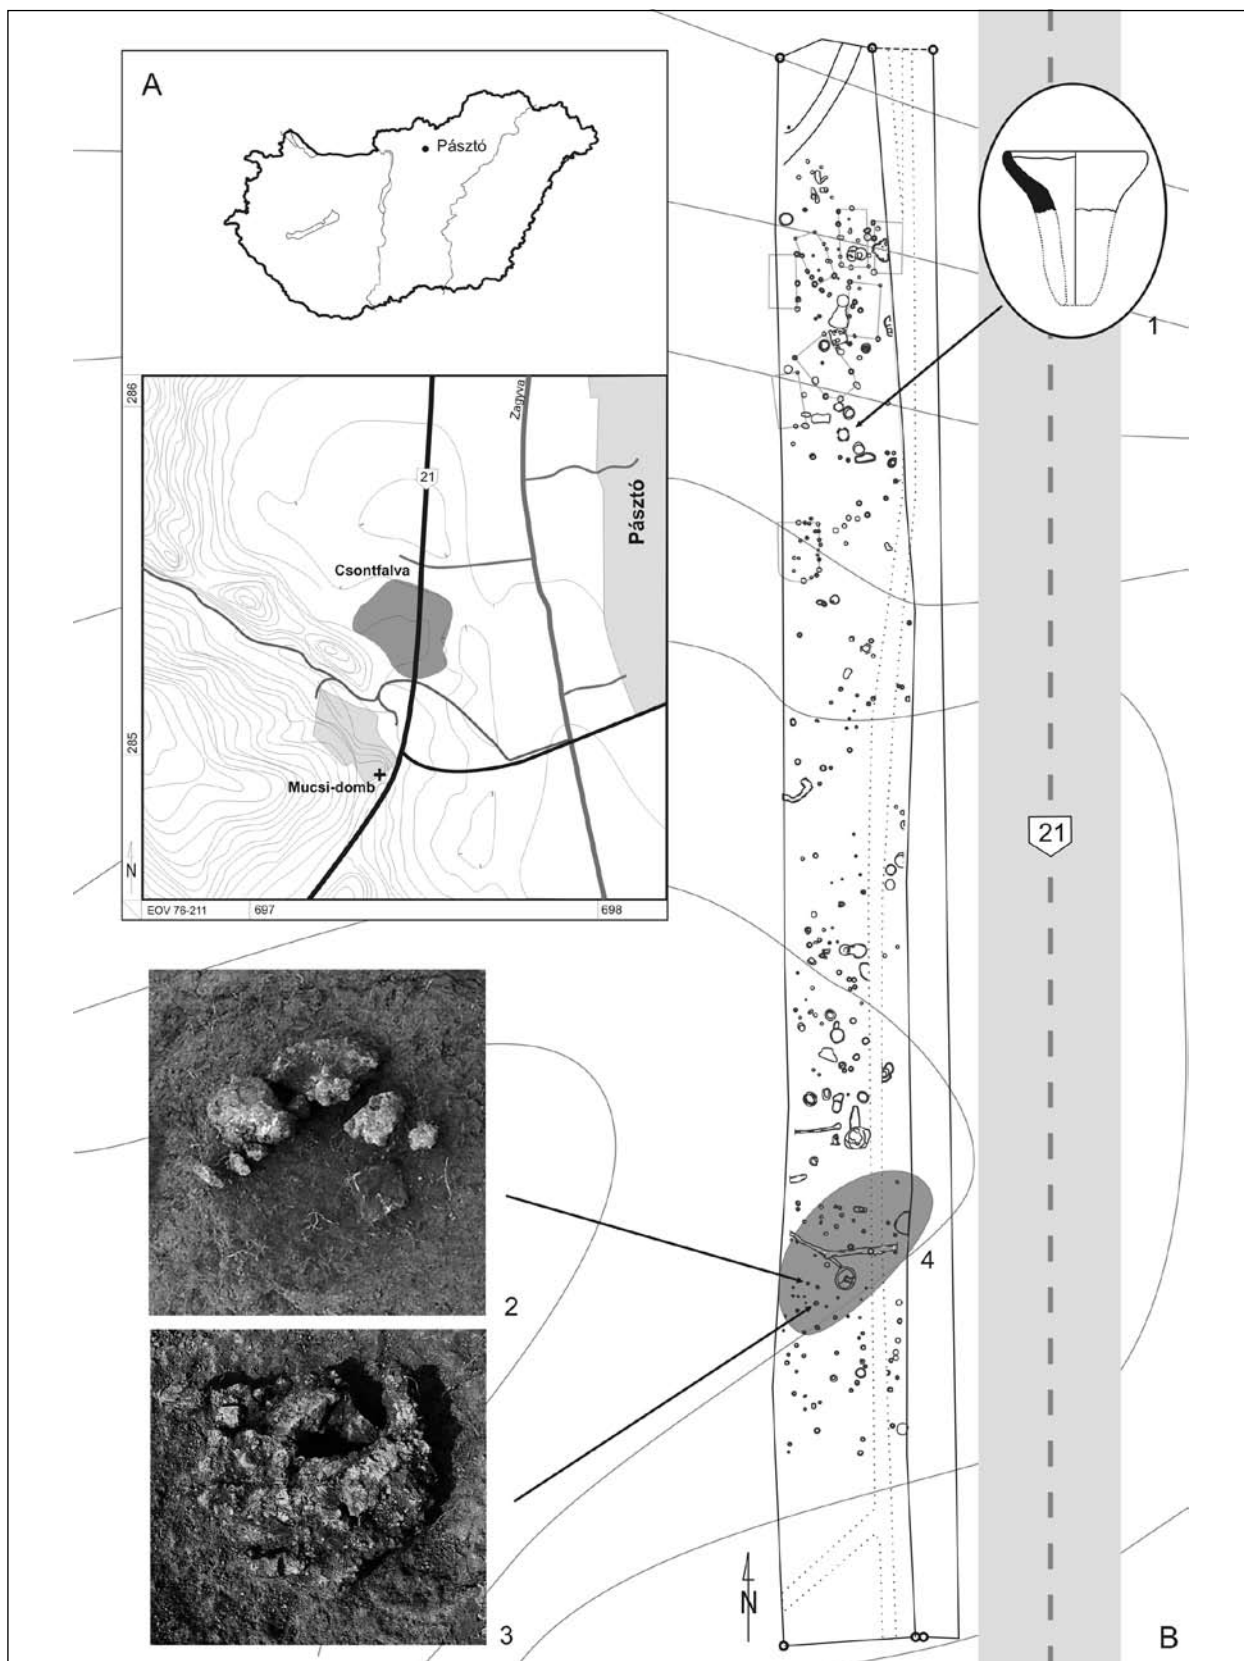 A
Pásztó
1
286
Zagyva
21
Pásztó
Csontfalva
285
Mucsi-domb
N
EOV 76-211
697
698
21
2
4
3
N
B